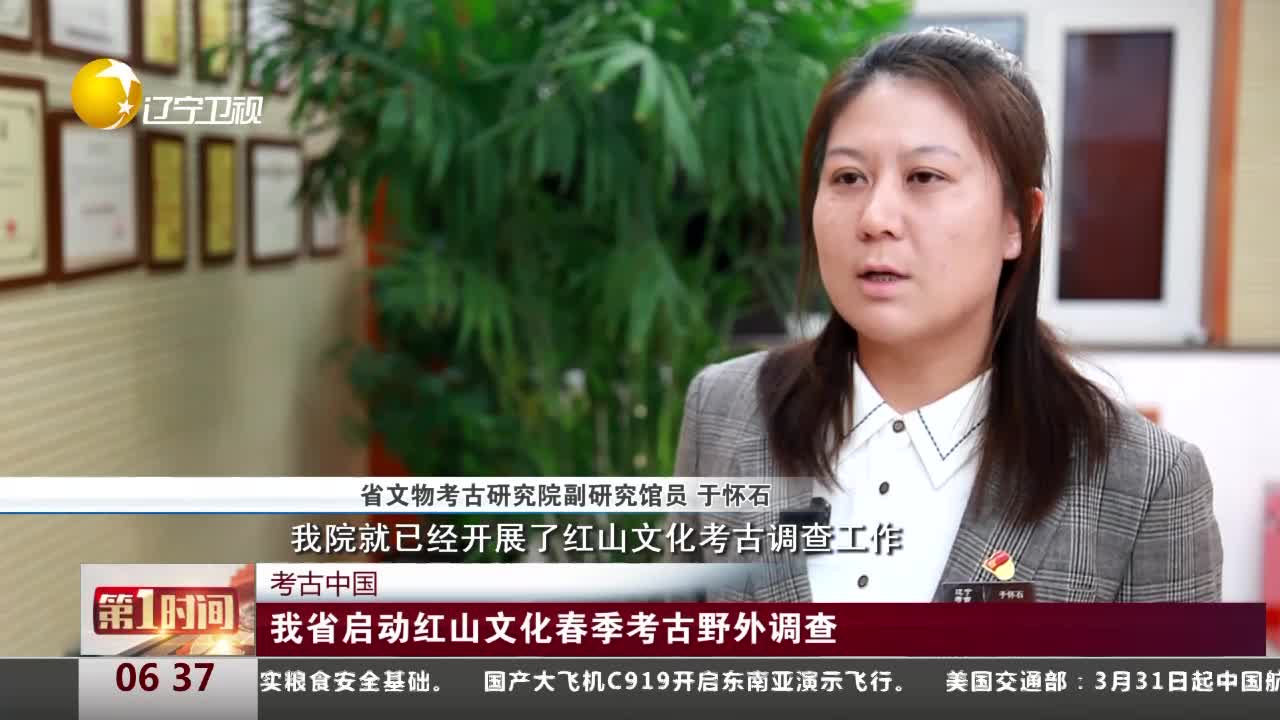 辽宁卫视
省文物考古研究院副研究馆员 于怀石
我院就已经开展了红山文化考古调查工作
于怀石
考古中国
第1时间
我省启动红山文化春季考古野外调查
06 37
实粮食安全基础。 国产大飞机C919开启东南亚演示飞行。 美国交通部：3月31日起中国航